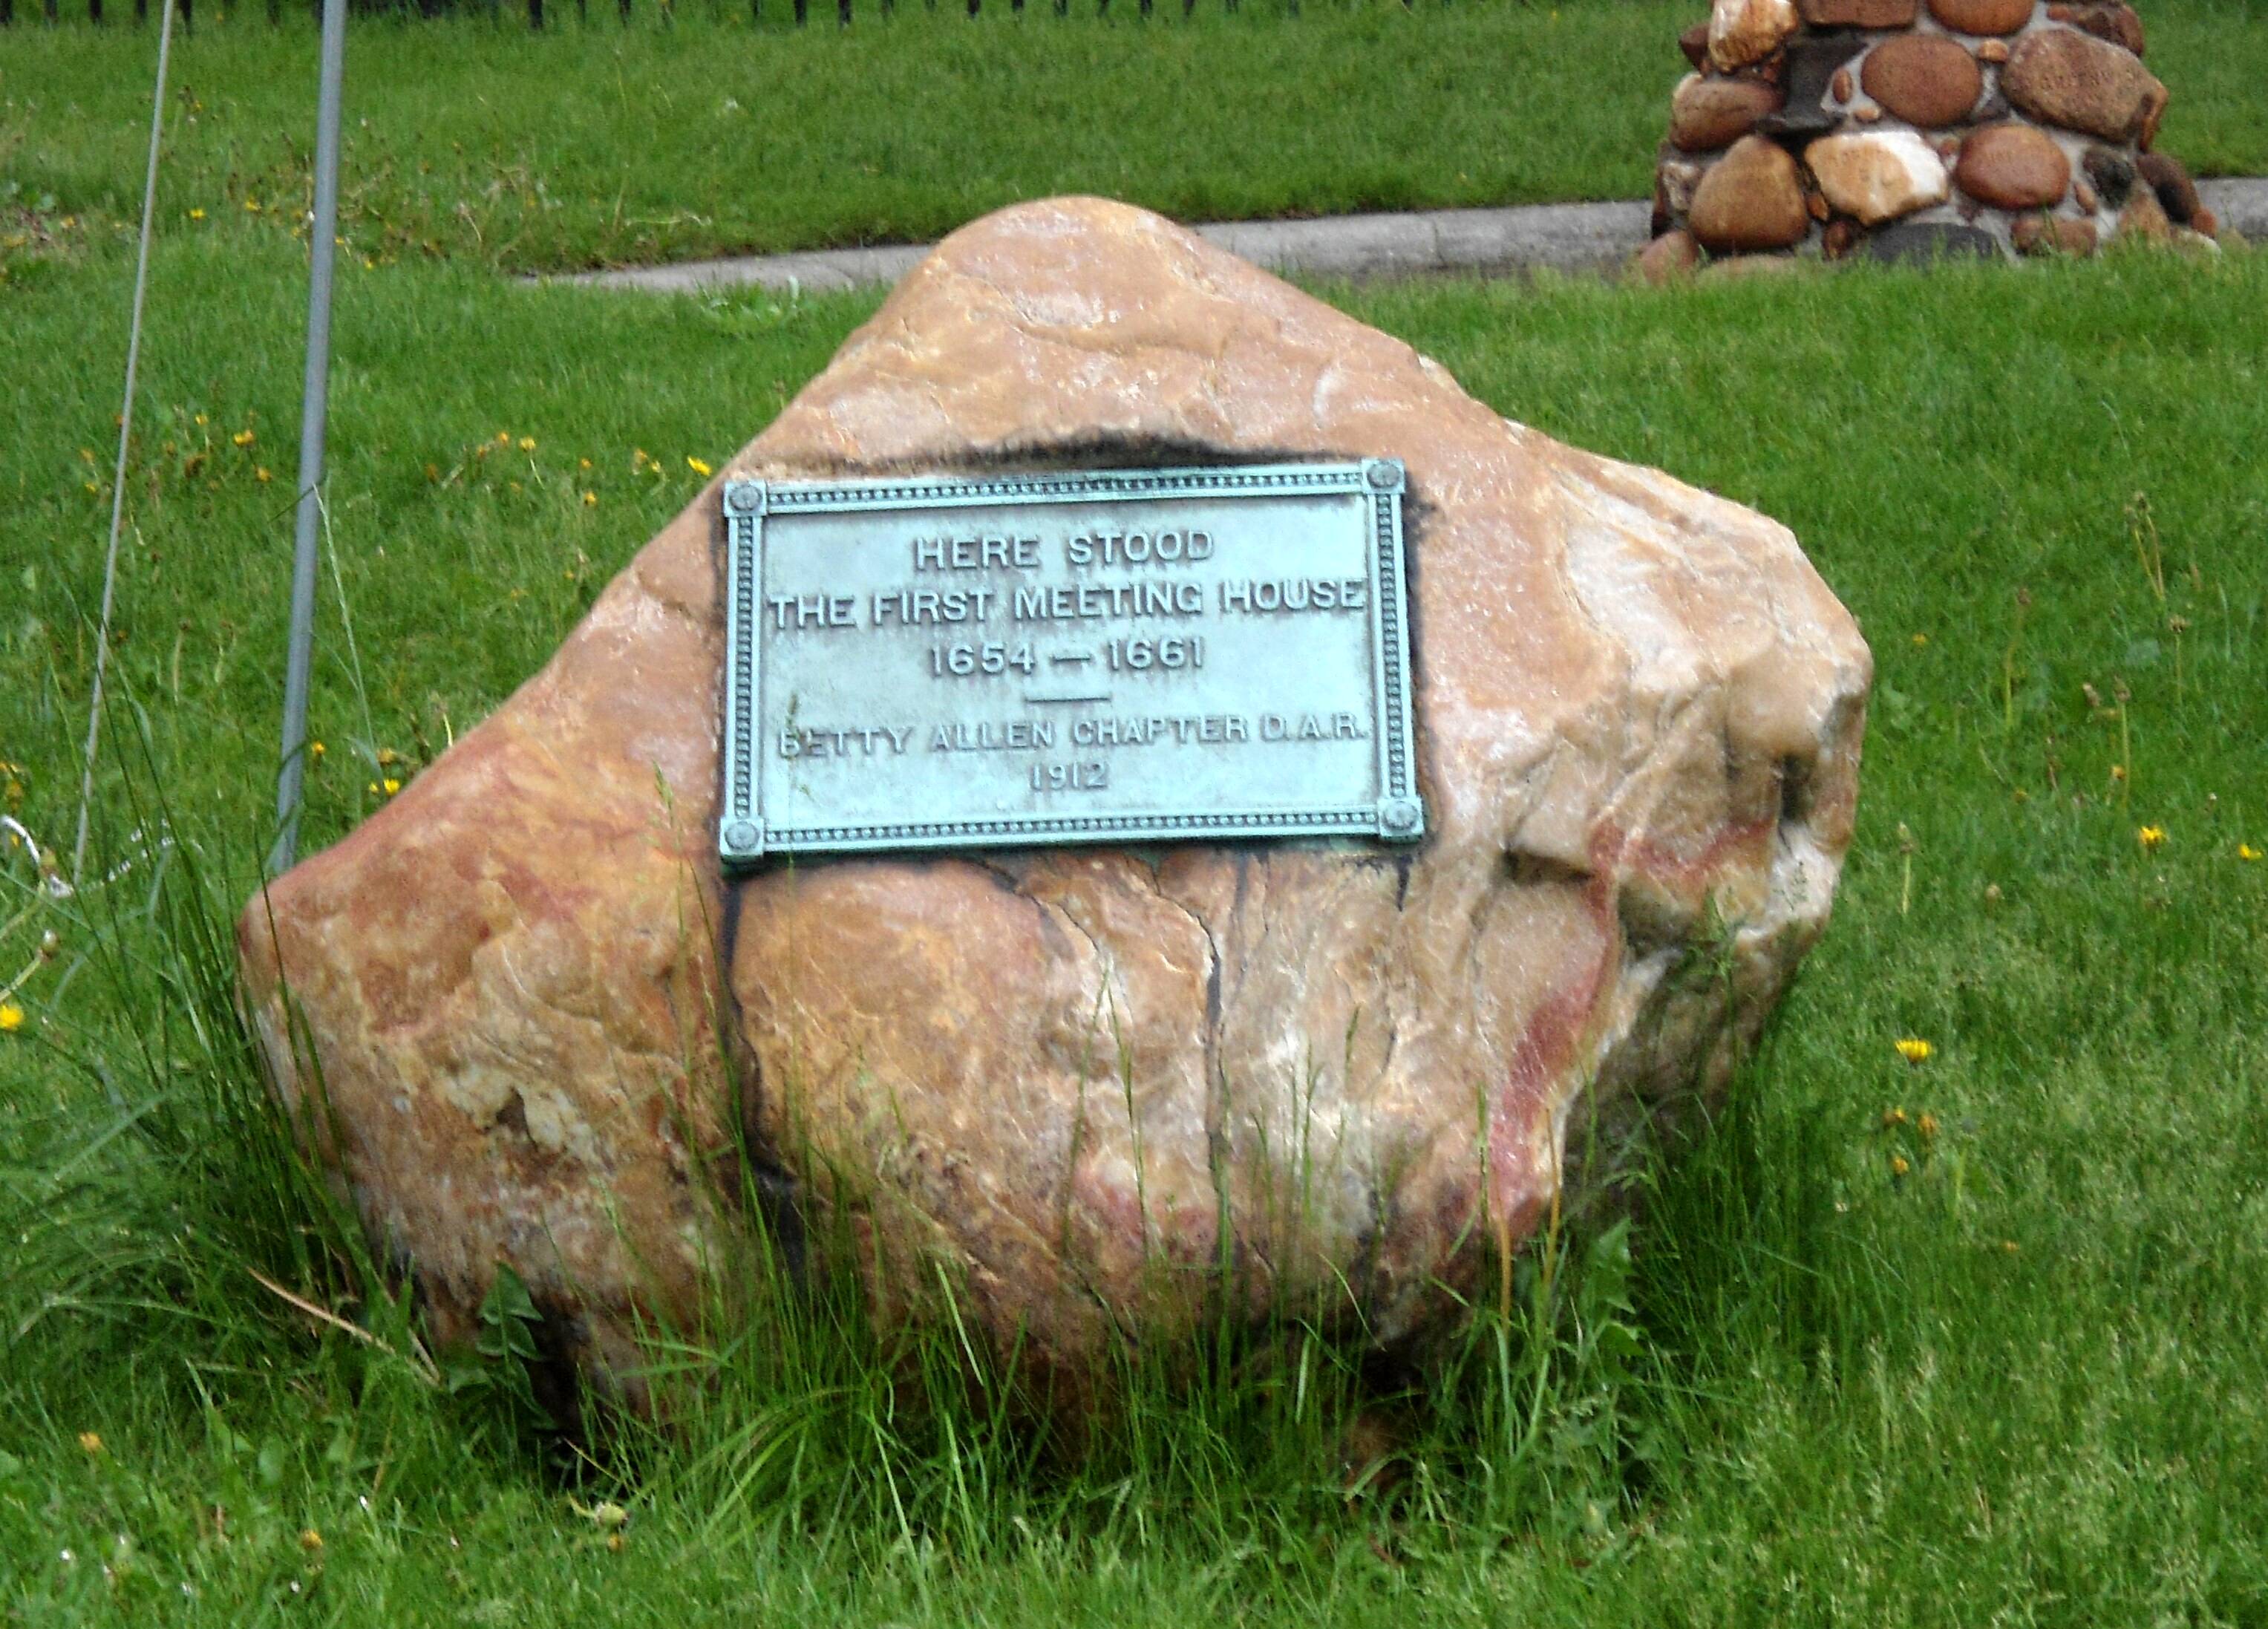 HERE STOOD
THE FIRST MEETING HOUSE
1654 — 1661
BETTY ALLEN CHAPTER D.A.R.
1912